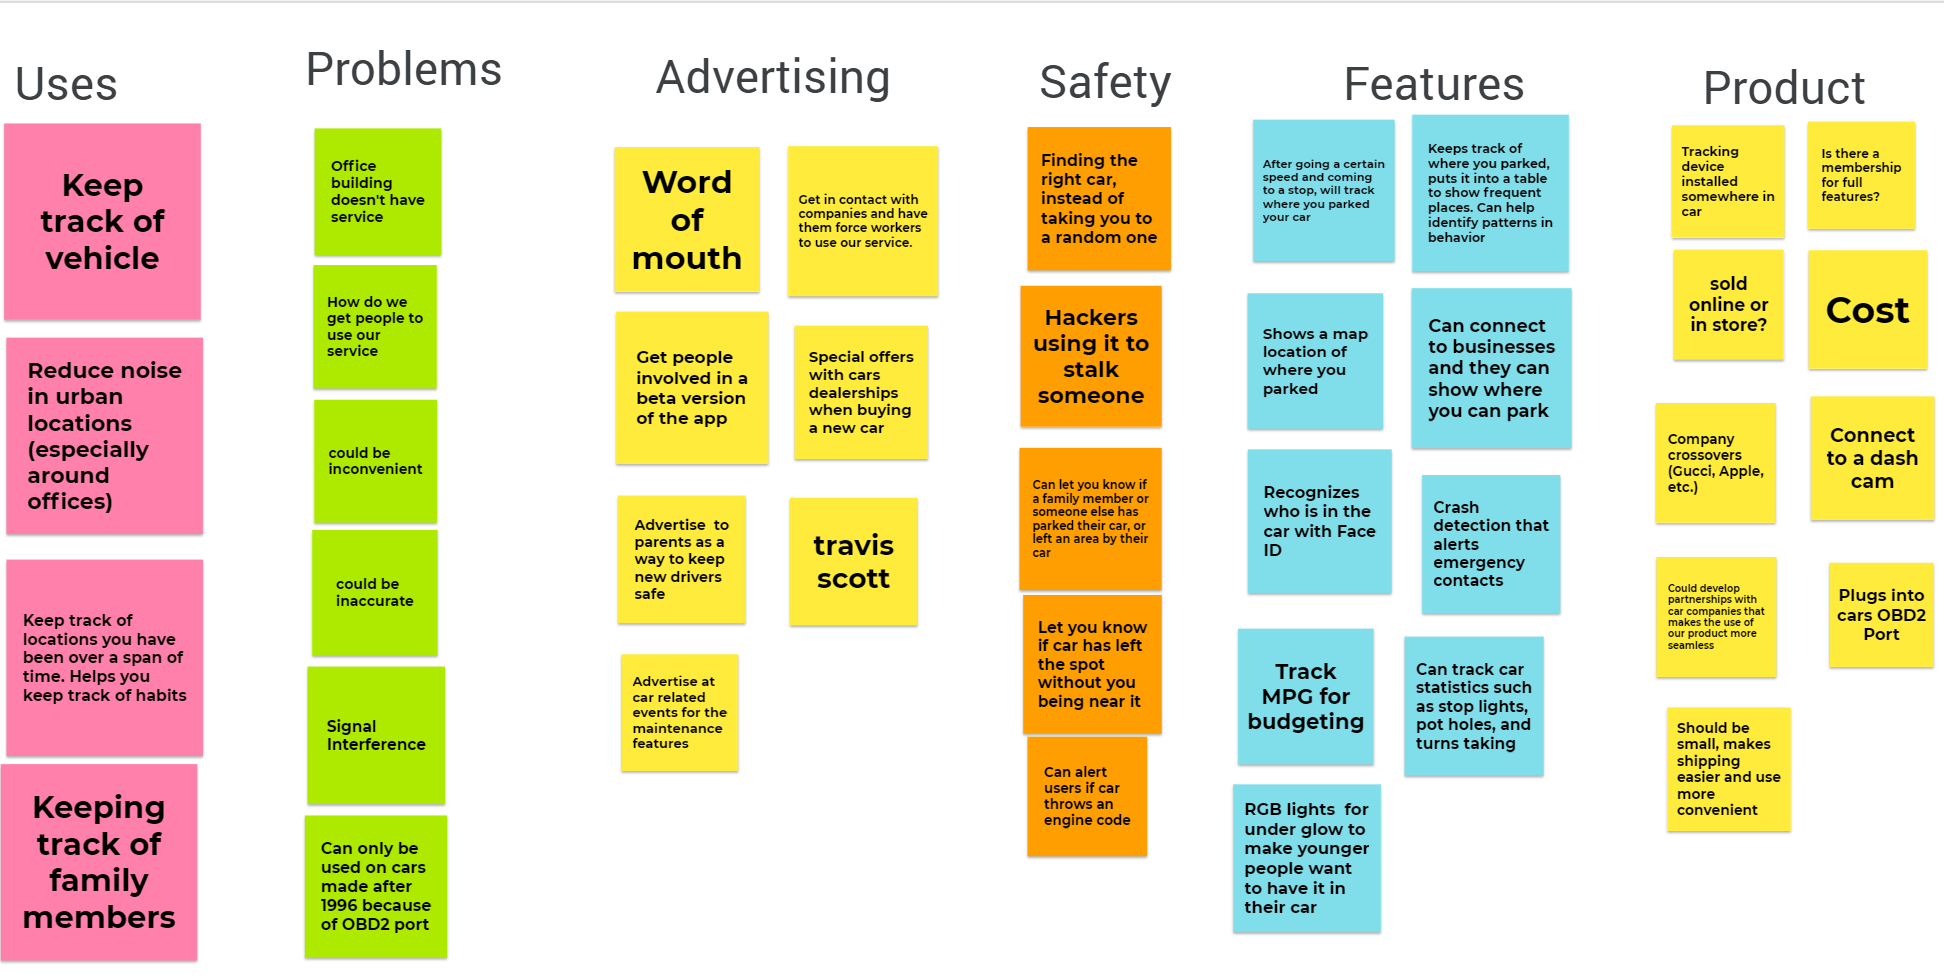 Uses
Keep
track of
vehicle
Reduce noise
in urban
locations
(especially
around
offices)
Keep track of
locations you have
been over a span of
time. Helps you
keep track of habits
Keeping
track of
family
members
Problems
Office
building
doesn't have
service
How do we
get people to
use our
service
could be
inconvenient
could be
inaccurate
Signal
Interference
Can only be
used on cars
made after
1996 because
of OBD2 port
Advertising
Word
of
mouth
Get in contact with
companies and have
them force workers
to use our service.
Get people
involved in a
beta version
of the app
Special offers
with cars
dealerships
when buying
a new car
Advertise  to
parents as a
way to keep
new drivers
safe
travis
scott
Advertise at
car related
events for the
maintenance
features
Safety
Finding the
right car,
instead of
taking you to
a random one
Hackers
using it to
stalk
someone
Can let you know if
a family member or
someone else has
parked their car, or
left an area by their
car
Let you know
if car has left
the spot
without you
being near it
Can alert
users if car
throws an
engine code
Features
After going a certain
speed and coming
to a stop, will track
where you parked
your car
Keeps track of
where you parked,
puts it into a table
to show frequent
places. Can help
identify patterns in
behavior
Shows a map
location of
where you
parked
Can connect
to businesses
and they can
show where
you can park
Recognizes
who is in the
car with Face
ID
Crash
detection that
alerts
emergency
contacts
Track
MPG for
budgeting
Can track car
statistics such
as stop lights,
pot holes, and
turns taking
RGB lights  for
under glow to
make younger
people want
to have it in
their car
Product
Tracking
device
installed
somewhere in
car
Is there a
membership
for full
features?
sold
online or
in store?
Cost
Company
crossovers
(Gucci, Apple,
etc.)
Connect
to a dash
cam
Could develop
partnerships with
car companies that
makes the use of
our product more
seamless
Plugs into
cars OBD2
Port
Should be
small, makes
shipping
easier and use
more
convenient